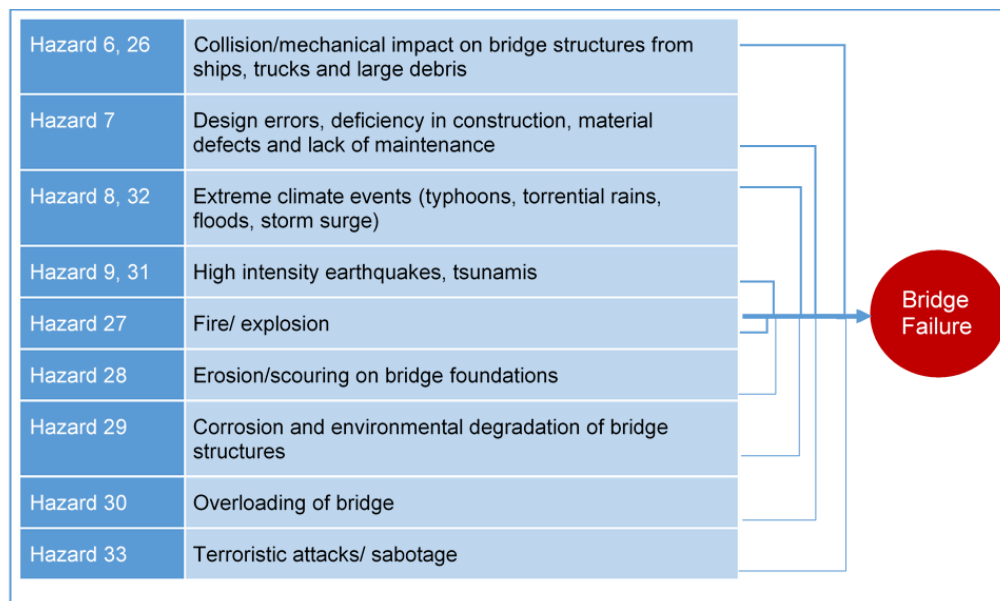 Hazard 6, 26
Collision/mechanical impact on bridge structures from
ships, trucks and large debris
Hazard 7
Design errors, deficiency in construction, material
defects and lack of maintenance
Hazard 8, 32
Extreme climate events (typhoons, torrential rains,
floods, storm surge)
Hazard 9, 31
High intensity earthquakes, tsunamis
Hazard 27
Fire/ explosion
Hazard 28
Erosion/scouring on bridge foundations
Hazard 29
Corrosion and environmental degradation of bridge
structures
Hazard 30
Overloading of bridge
Hazard 33
Terroristic attacks/ sabotage
Bridge
Failure